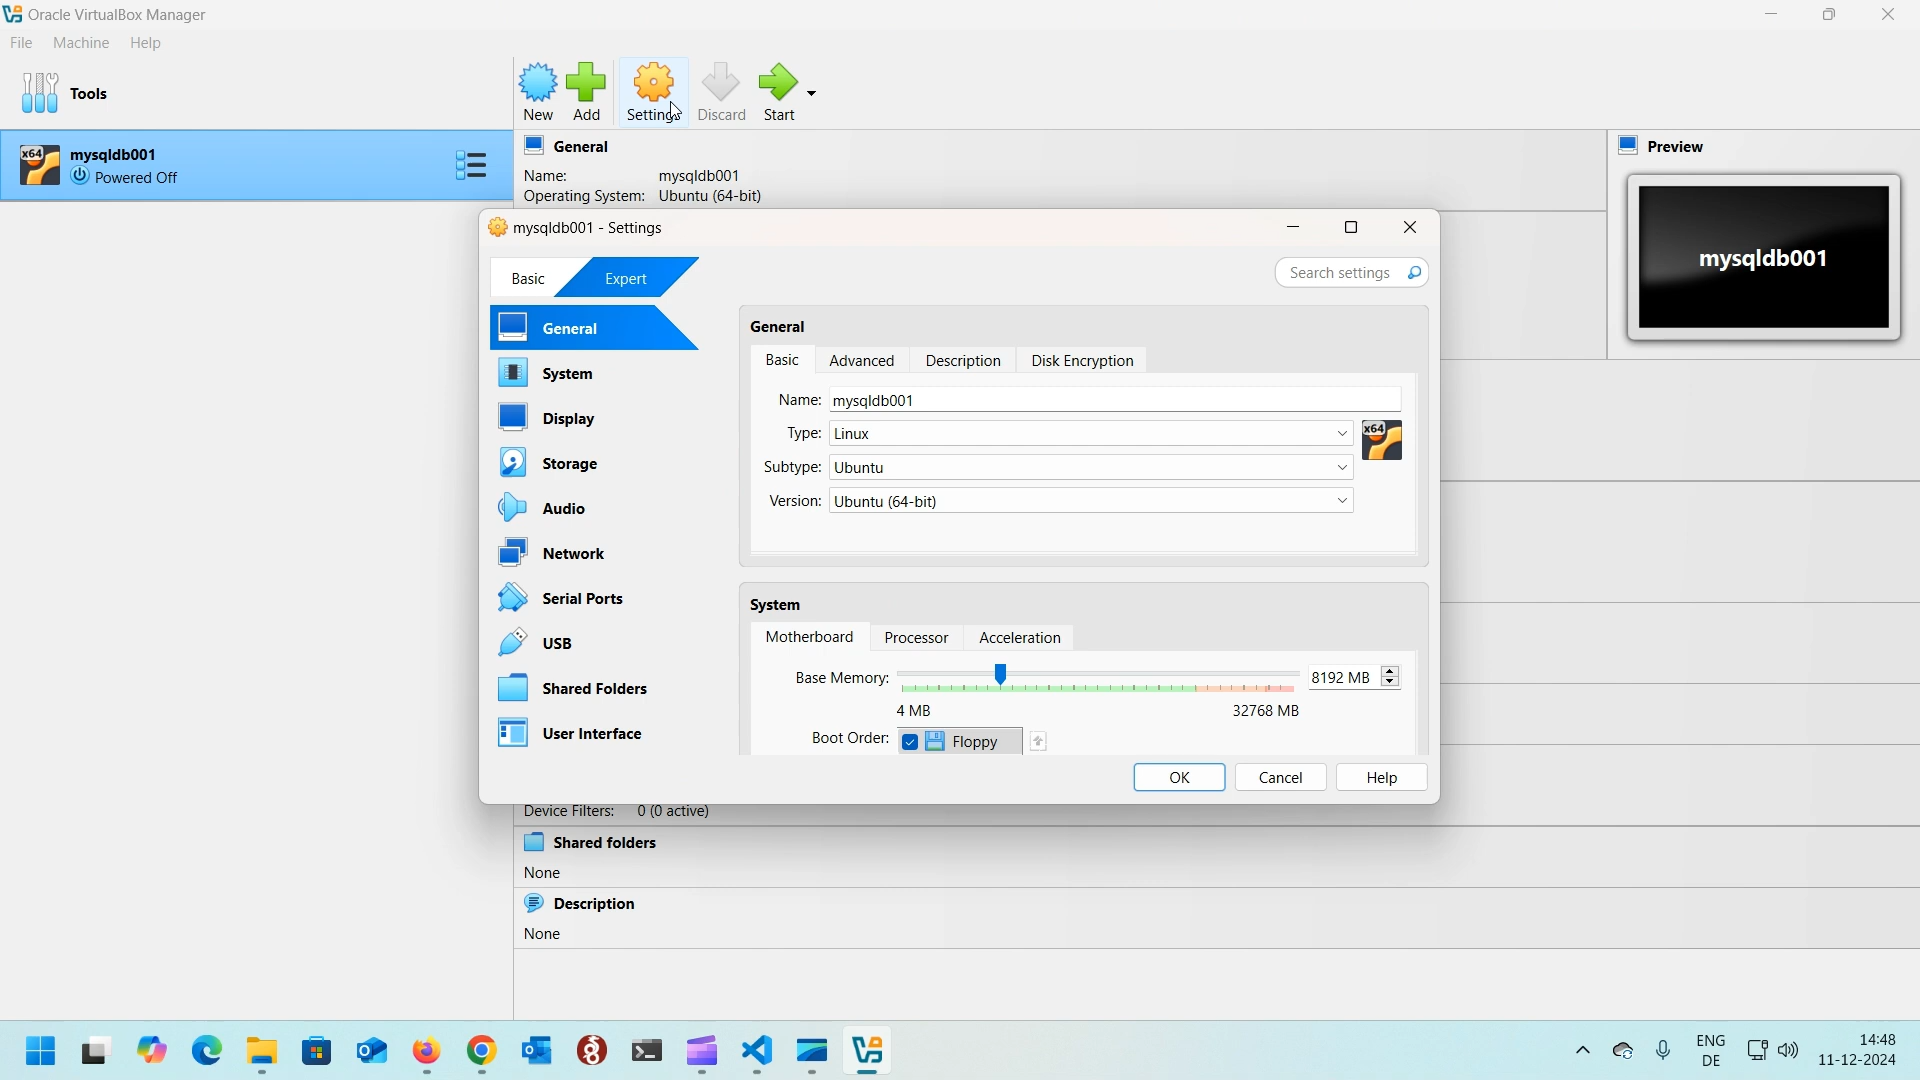 Oracle VirtualBox Manager
File Machine Help
Tools
New Add Settings Discard Start
x64 mysqldb001
Powered Off
General
Name: mysqldb001
Operating System: Ubuntu (64-bit)
Preview
mysqldb001
mysqldb001 - Settings
Basic Expert
Search settings
General
System
Display
Storage
Audio
Network
Serial Ports
USB
Shared Folders
User Interface
General
Basic Advanced Description Disk Encryption
Name: mysqldb001
Type: Linux
x64
Subtype: Ubuntu
Version: Ubuntu (64-bit)
System
Motherboard Processor Acceleration
Base Memory: 8192 MB
4 MB 32768 MB
Boot Order: Floppy
OK Cancel Help
Device Filters: 0 (0 active)
Shared folders
None
Description
None
ENG
DE
14:48
11-12-2024